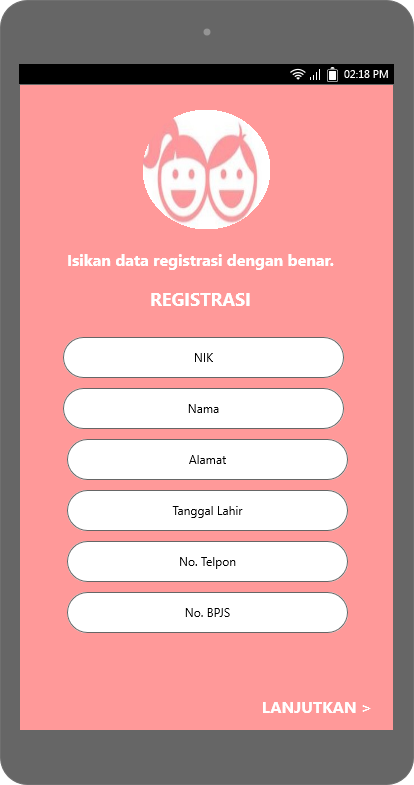 02:18 PM
Isikan data registrasi dengan benar.
REGISTRASI
NIK
Nama
Alamat
Tanggal Lahir
No. Telpon
No. BPJS
LANJUTKAN >